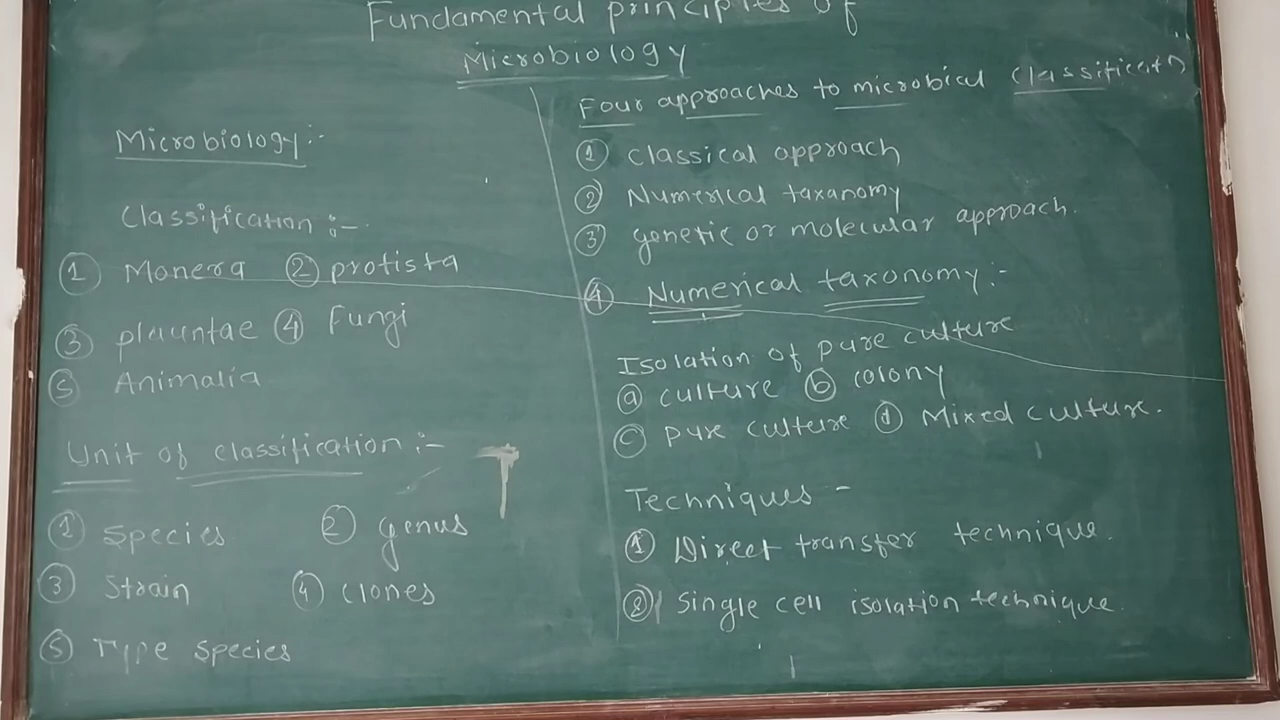 Fundamental principles of
Microbiology
Microbiology:-
Classification :-
① Monera ② protista
③ plauntae ④ Fungi
⑤ Animalia
Unit of classification :-
① Species ② genus
③ Strain ④ clones
⑤ Type species
Four approaches to microbical
① classical approach
② Numerical taxanomy
③ genetic or molecular approach.
④ Numerical taxonomy:-
Isolation of pure culture
ⓐ culture ⓑ colony
ⓒ pure culture ⓓ Mixed culture.
Techniques -
① Direct transfer technique.
② Single cell isolation technique.